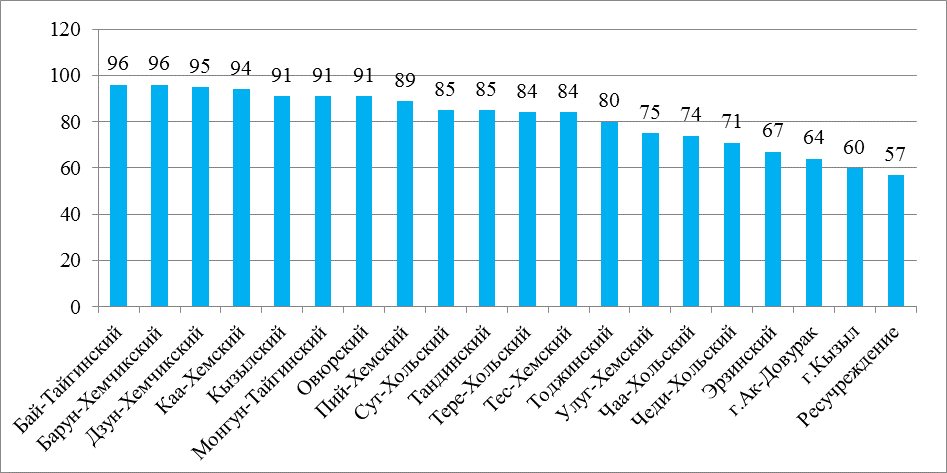 120
100
80
60
40
20
0
96
96
95
94
91
91
91
89
85
85
84
84
80
75
74
71
67
64
60
57
Бай-Тайгинский
Барун-Хемчикский
Дзун-Хемчикский
Каа-Хемский
Кызылский
Монгун-Тайгинский
Овюрский
Пий-Хемский
Сут-Хольский
Тандинский
Тере-Хольский
Тес-Хемский
Тоджинский
Улуг-Хемский
Чаа-Хольский
Чеди-Хольский
Эрзинский
г.Ак-Довурак
г.Кызыл
Ресучреждение